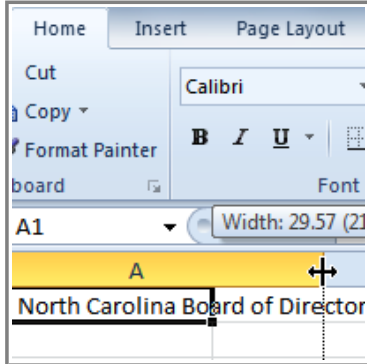 Home Insert Page Layout
Cut
Copy
Format Painter
board
Calibri
B I U
Font
A1
Width: 29.57 (21
A
North Carolina Board of Director